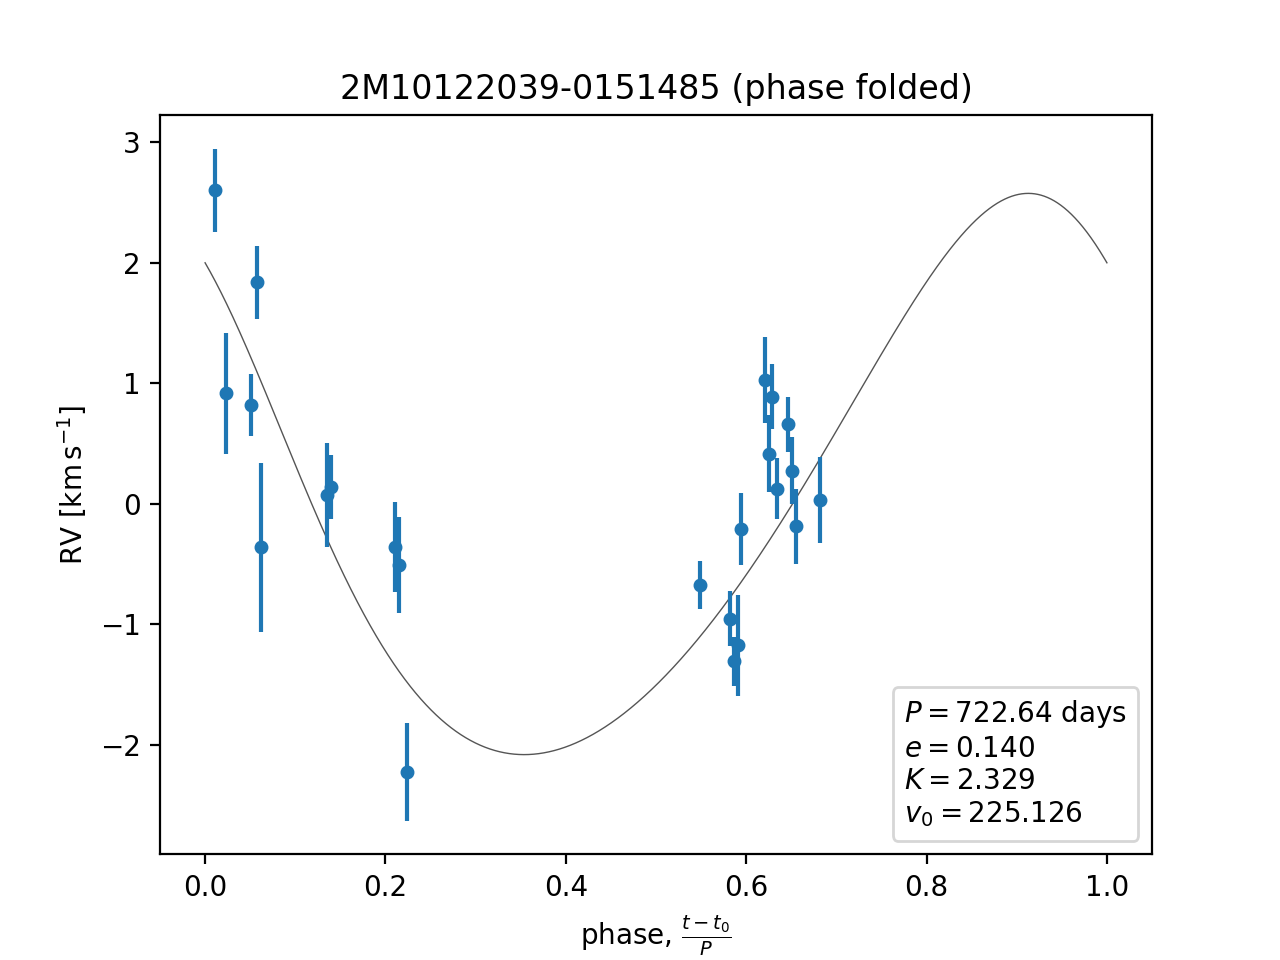 2M10122039-0151485 (phase folded)
3
2
1
0
−1
−2
RV [km s⁻¹]
P = 722.64 days
e = 0.140
K = 2.329
v₀ = 225.126
0.0 0.2 0.4 0.6 0.8 1.0
phase, (t − t₀)/P